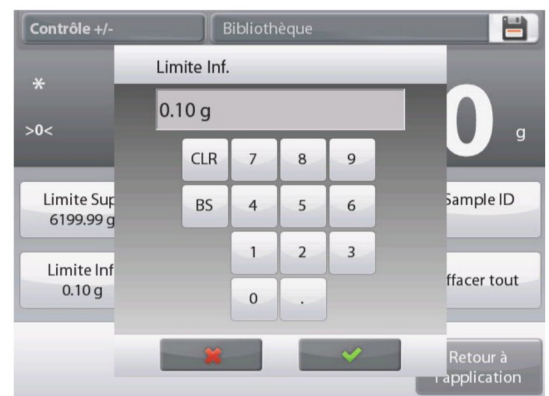 Contrôle +/-
Bibliothèque
Limite Inf.
0.10 g
*
>0<
0 g
CLR 7 8 9
BS 4 5 6
1 2 3
0 .
Limite Sup
6199.99 g
Sample ID
Limite Inf
0.10 g
ffacer tout
Retour à
l'application